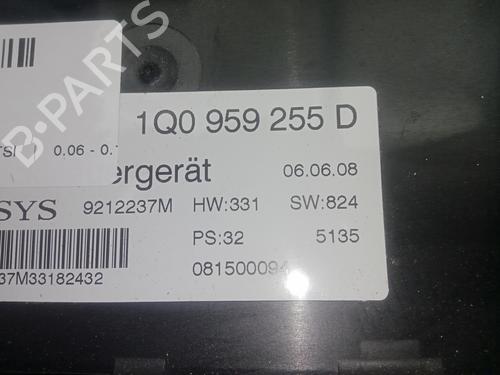 B-PARTS
1Q0 959 255 D
0.06 - 0.
ergerät 06.06.08
SYS 9212237M HW:331 SW:824
PS:32 5135
37M33182432 081500094